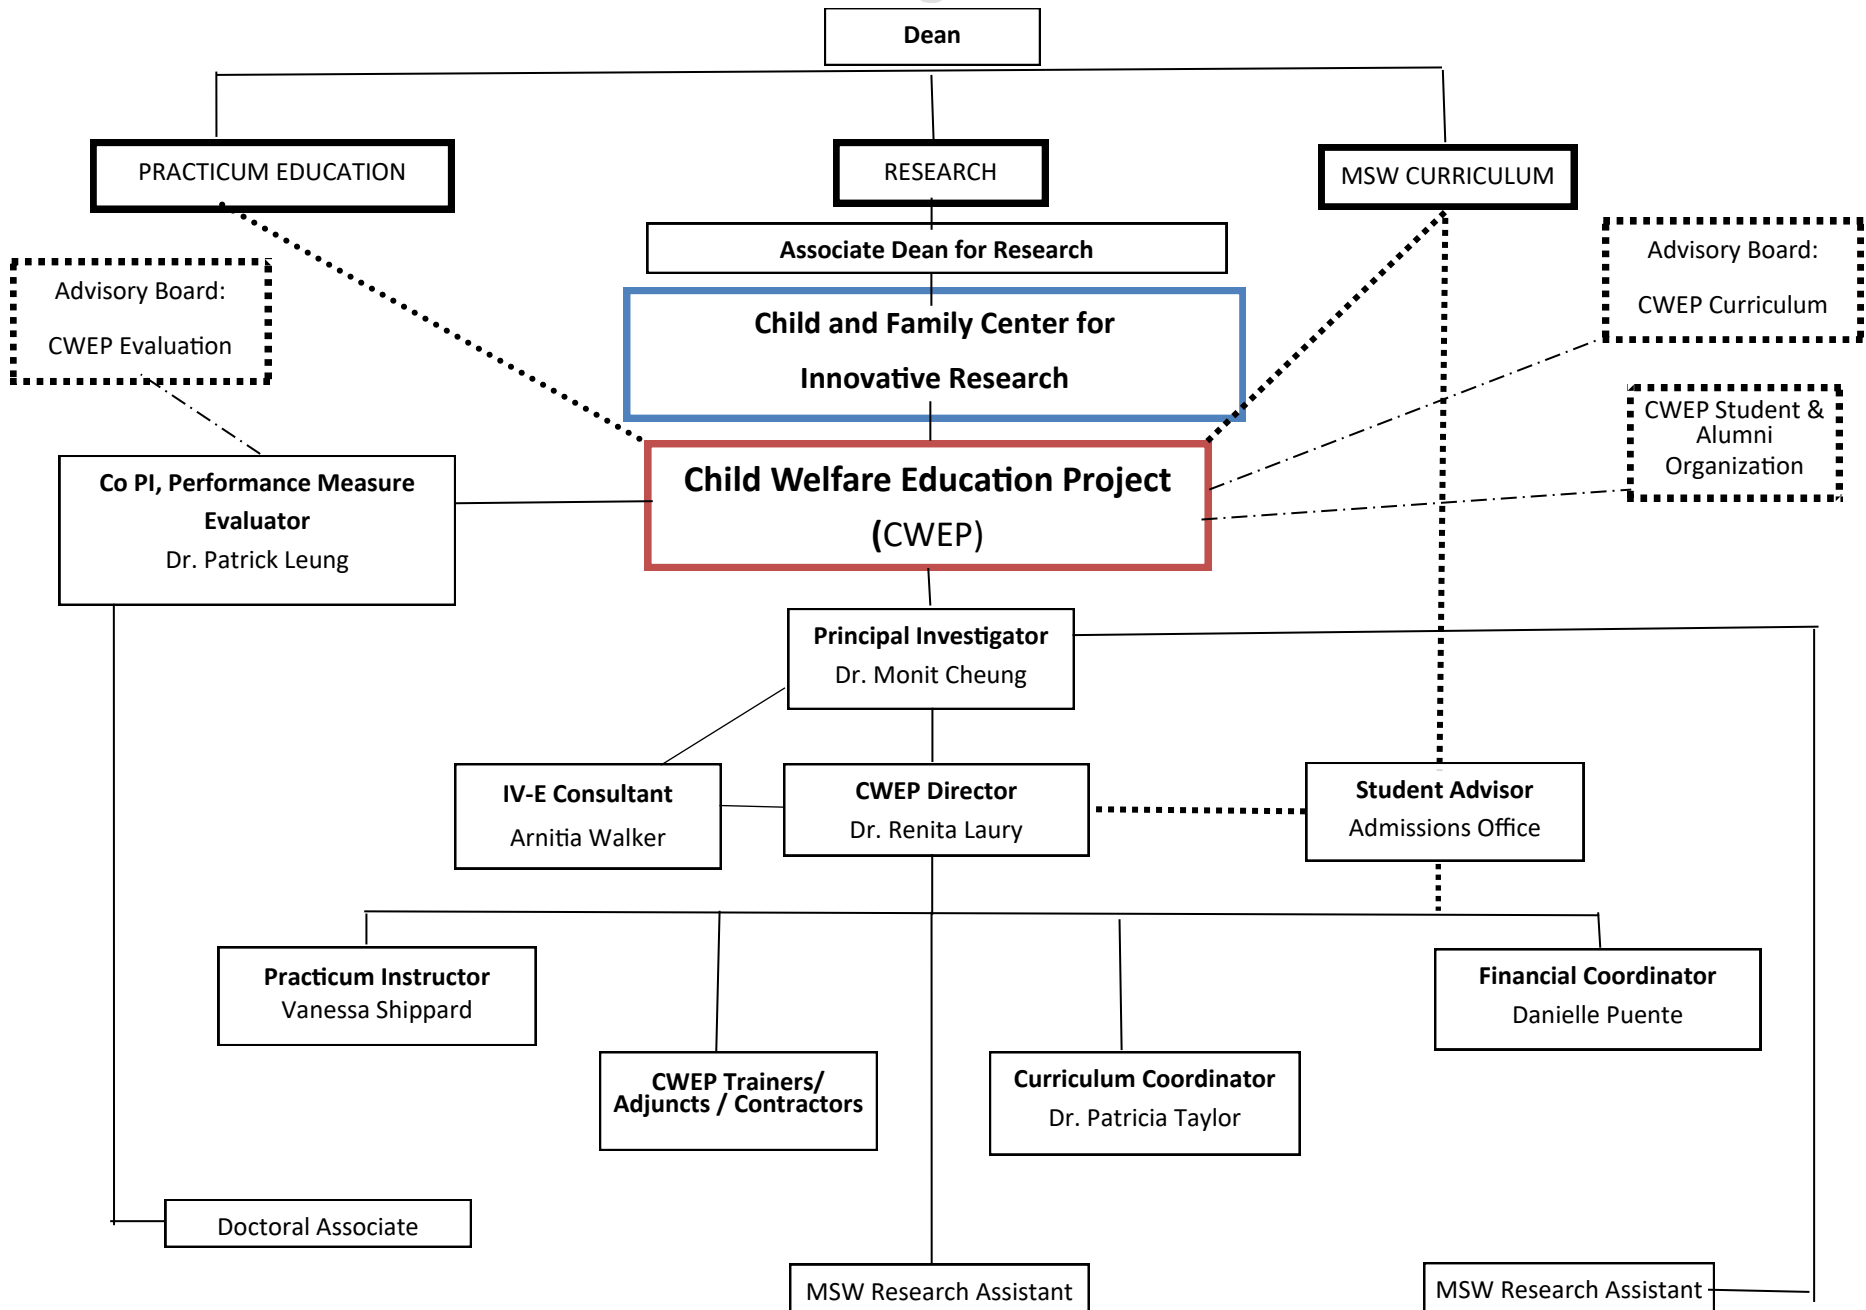 Dean
PRACTICUM EDUCATION
RESEARCH
MSW CURRICULUM
Associate Dean for Research
Advisory Board:
CWEP Evaluation
Child and Family Center for
Innovative Research
Advisory Board:
CWEP Curriculum
CWEP Student &
Alumni
Organization
Co PI, Performance Measure
Evaluator
Dr. Patrick Leung
Child Welfare Education Project
(CWEP)
Principal Investigator
Dr. Monit Cheung
IV-E Consultant
Arnitia Walker
CWEP Director
Dr. Renita Laury
Student Advisor
Admissions Office
Practicum Instructor
Vanessa Shippard
CWEP Trainers/
Adjuncts / Contractors
Curriculum Coordinator
Dr. Patricia Taylor
Financial Coordinator
Danielle Puente
Doctoral Associate
MSW Research Assistant
MSW Research Assistant